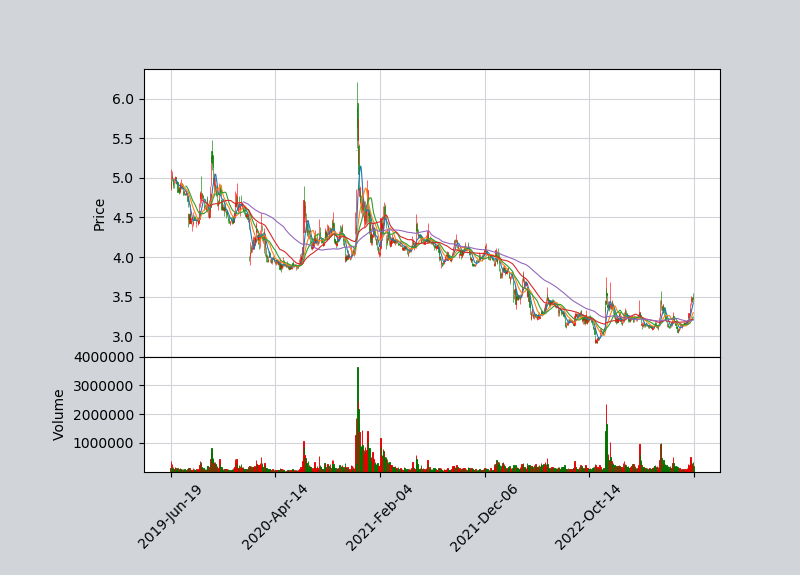 6.0
5.5
5.0
4.5
4.0
3.5
3.0
Price
4000000
3000000
2000000
1000000
Volume
2019-Jun-19
2020-Apr-14
2021-Feb-04
2021-Dec-06
2022-Oct-14